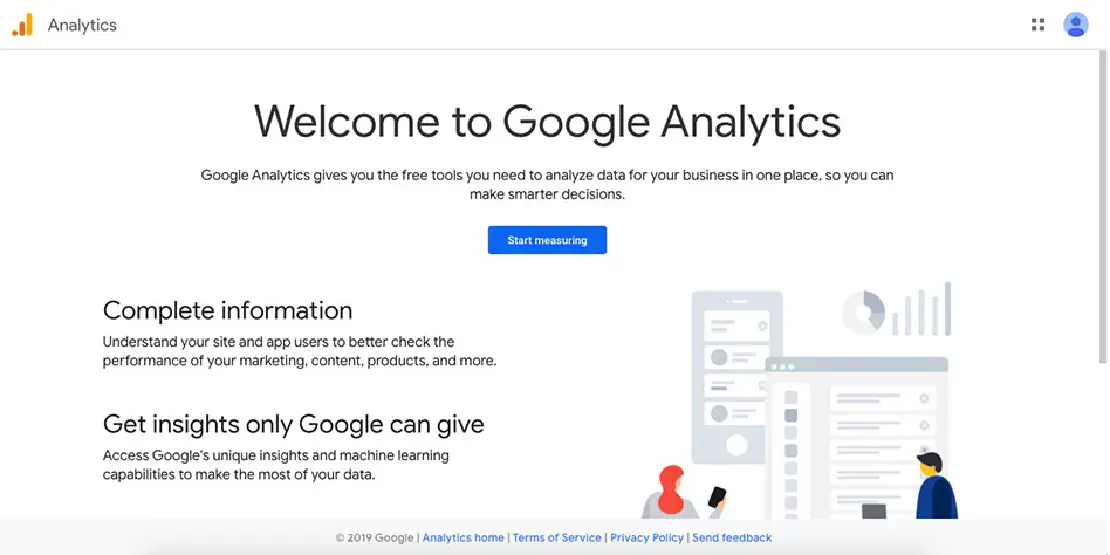 Analytics
Welcome to Google Analytics
Google Analytics gives you the free tools you need to analyze data for your business in one place, so you can
make smarter decisions.
Start measuring
Complete information
Understand your site and app users to better check the
performance of your marketing, content, products, and more.
Get insights only Google can give
Access Google's unique insights and machine learning
capabilities to make the most of your data.
© 2019 Google | Analytics home | Terms of Service | Privacy Policy | Send feedback